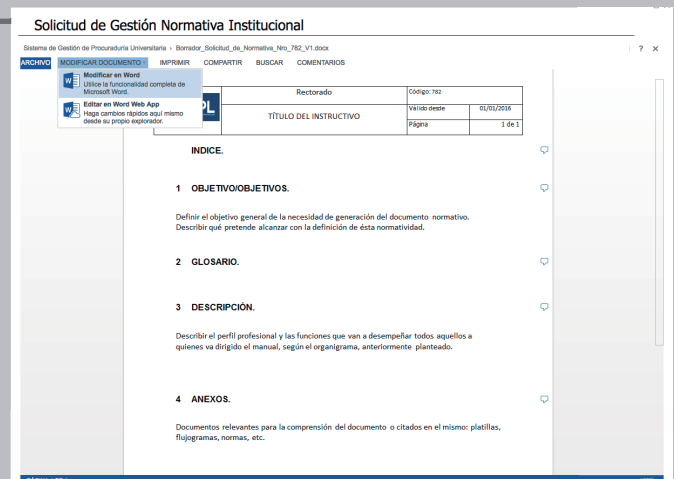 Solicitud de Gestión Normativa Institucional
Sistema de Gestión de Procuraduría Universitaria › Borrador_Solicitud_de_Normativa_Nro_782_V1.docx
? ×
ARCHIVO MODIFICAR DOCUMENTO IMPRIMIR COMPARTIR BUSCAR COMENTARIOS
Modificar en Word
Utilice la funcionalidad completa de
Microsoft Word.
Editar en Word Web App
Haga cambios rápidos aquí mismo
desde su propio explorador.
PL
Rectorado
Código: 782
TÍTULO DEL INSTRUCTIVO
Válido desde 01/01/2016
Página 1 de 1
INDICE.
1 OBJETIVO/OBJETIVOS.
Definir el objetivo general de la necesidad de generación del documento normativo.
Describir qué pretende alcanzar con la definición de ésta normatividad.
2 GLOSARIO.
3 DESCRIPCIÓN.
Describir el perfil profesional y las funciones que van a desempeñar todos aquellos a
quienes va dirigido el manual, según el organigrama, anteriormente planteado.
4 ANEXOS.
Documentos relevantes para la comprensión del documento o citados en el mismo: platillas,
flujogramas, normas, etc.